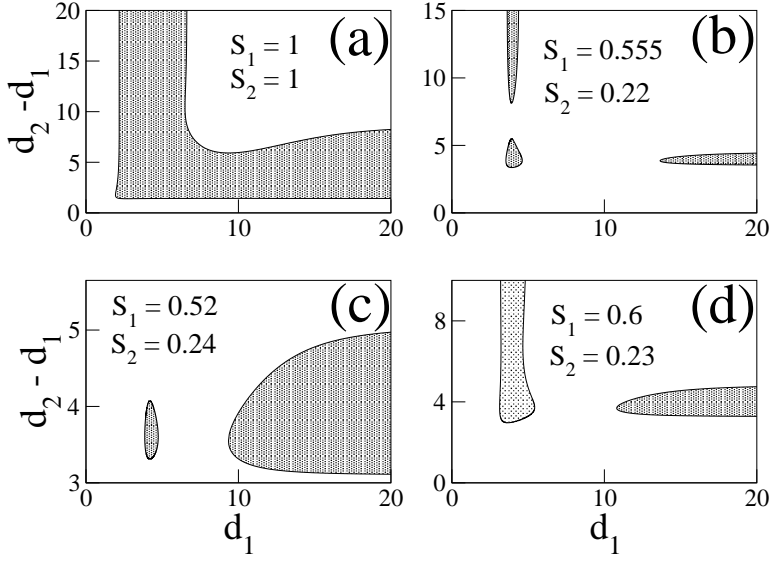 20
15
10
5
0
10
20
d₂ -d₁
S₁ = 1
S₂ = 1
(a)
15
10
5
0
0
10
20
S₁ = 0.555
S₂ = 0.22
(b)
5
4
3
0
10
20
d₂ - d₁
d₁
S₁ = 0.52
S₂ = 0.24
(c)
8
4
0
0
10
20
d₁
S₁ = 0.6
S₂ = 0.23
(d)